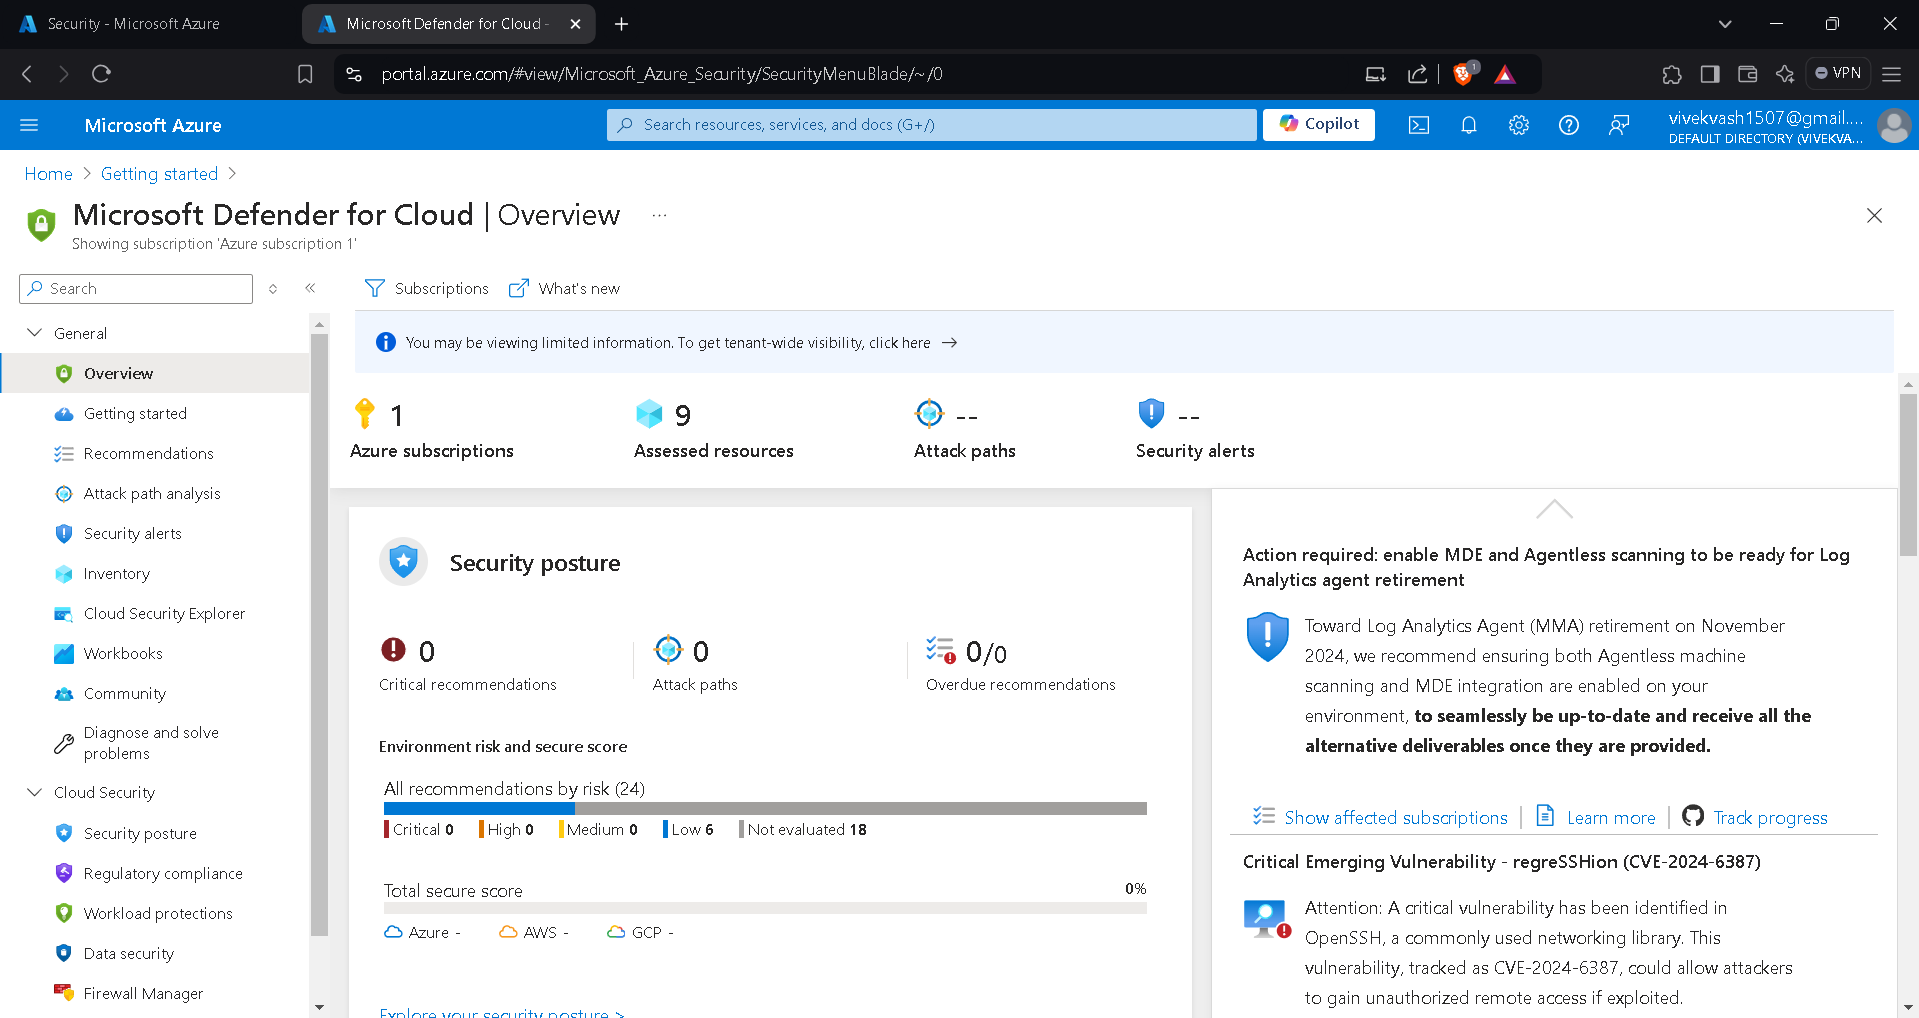 Security - Microsoft Azure
Microsoft Defender for Cloud -
portal.azure.com/#view/Microsoft_Azure_Security/SecurityMenuBlade/~/0
1
VPN
Microsoft Azure
Search resources, services, and docs (G+/)
Copilot
vivekvash1507@gmail....
DEFAULT DIRECTORY (VIVEKVA...
Home > Getting started >
Microsoft Defender for Cloud | Overview ...
Showing subscription 'Azure subscription 1'
Search
Subscriptions
What's new
General
Overview
Getting started
Recommendations
Attack path analysis
Security alerts
Inventory
Cloud Security Explorer
Workbooks
Community
Diagnose and solve
problems
Cloud Security
Security posture
Regulatory compliance
Workload protections
Data security
Firewall Manager
You may be viewing limited information. To get tenant-wide visibility, click here →
1
Azure subscriptions
9
Assessed resources
--
Attack paths
--
Security alerts
Security posture
0
Critical recommendations
0
Attack paths
0/0
Overdue recommendations
Environment risk and secure score
All recommendations by risk (24)
Critical 0 High 0 Medium 0 Low 6 Not evaluated 18
Total secure score 0%
Azure - AWS - GCP -
Explore your security posture >
Action required: enable MDE and Agentless scanning to be ready for Log
Analytics agent retirement
Toward Log Analytics Agent (MMA) retirement on November
2024, we recommend ensuring both Agentless machine
scanning and MDE integration are enabled on your
environment, to seamlessly be up-to-date and receive all the
alternative deliverables once they are provided.
Show affected subscriptions | Learn more | Track progress
Critical Emerging Vulnerability - regreSSHion (CVE-2024-6387)
Attention: A critical vulnerability has been identified in
OpenSSH, a commonly used networking library. This
vulnerability, tracked as CVE-2024-6387, could allow attackers
to gain unauthorized remote access if exploited.